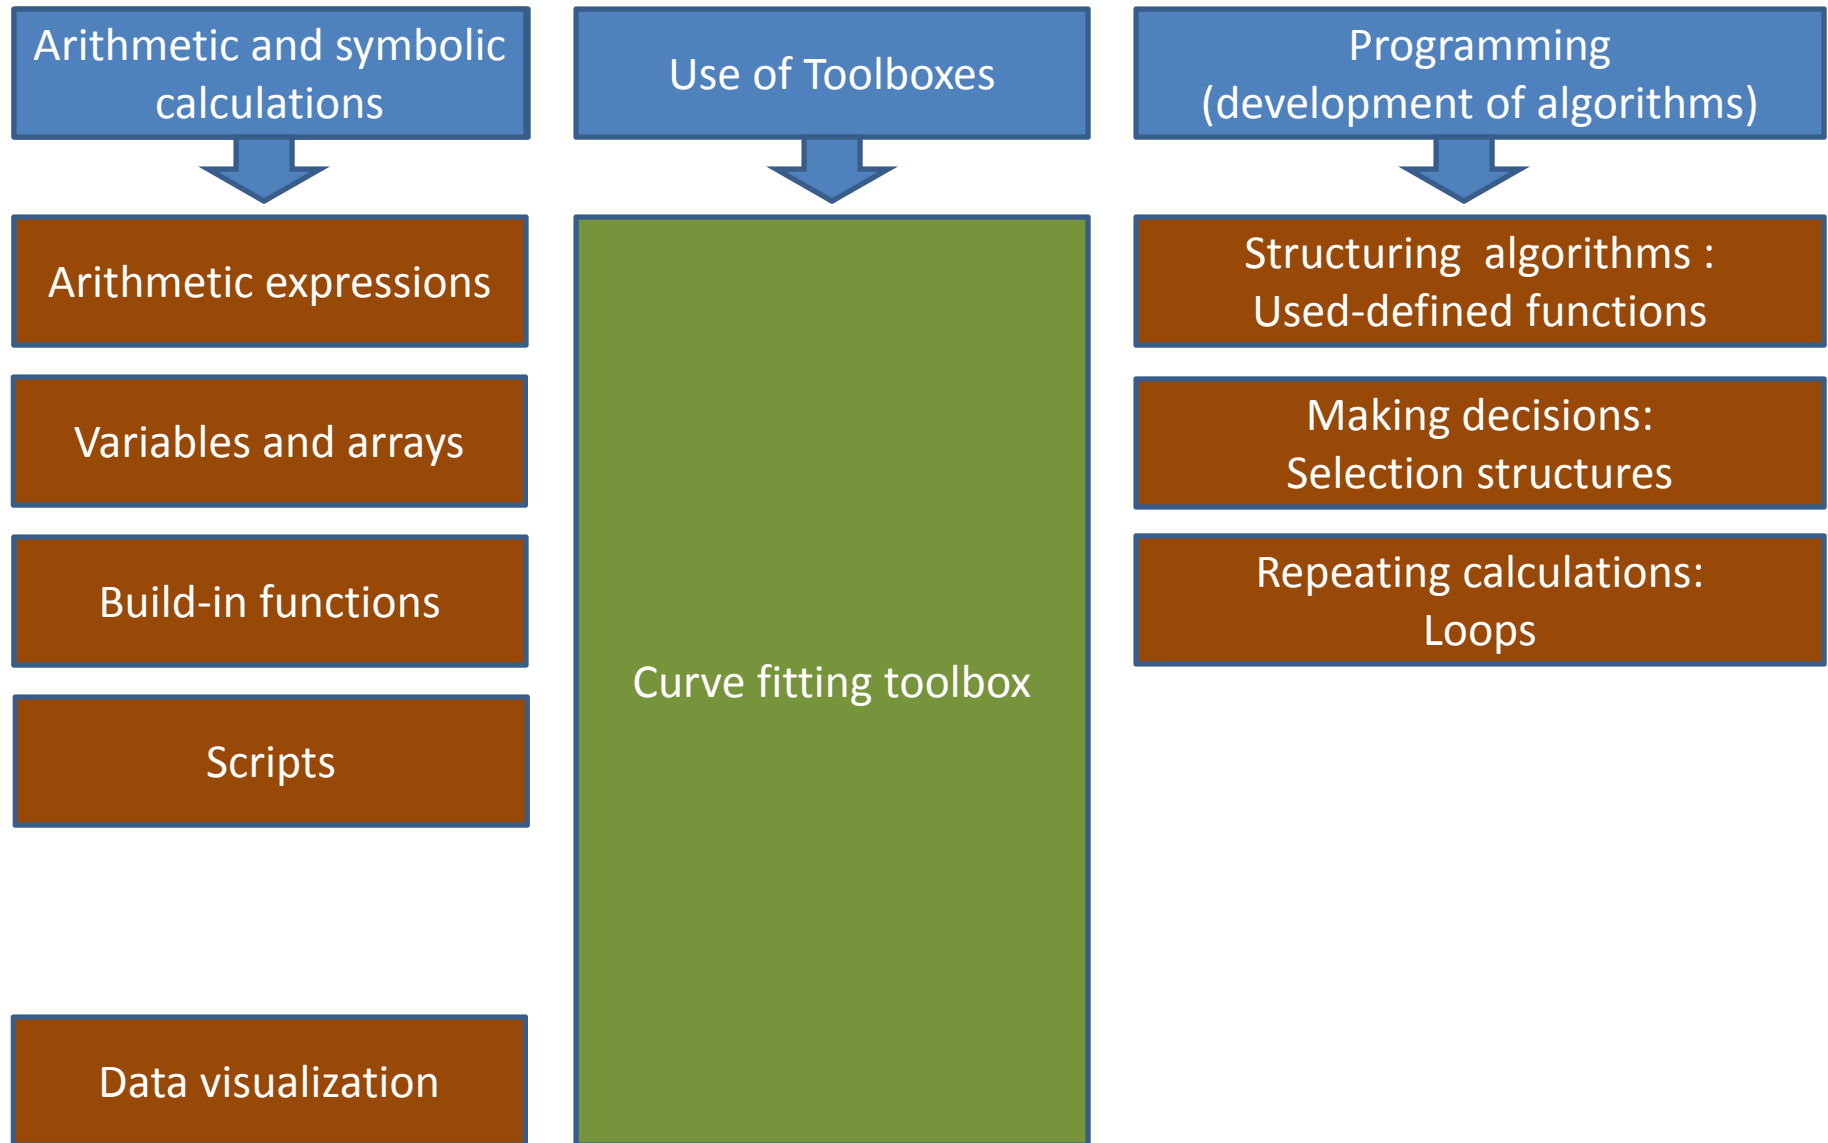 Arithmetic and symbolic
calculations
Arithmetic expressions
Variables and arrays
Build-in functions
Scripts
Data visualization
Use of Toolboxes
Curve fitting toolbox
Programming
(development of algorithms)
Structuring  algorithms :
Used-defined functions
Making decisions:
Selection structures
Repeating calculations:
Loops